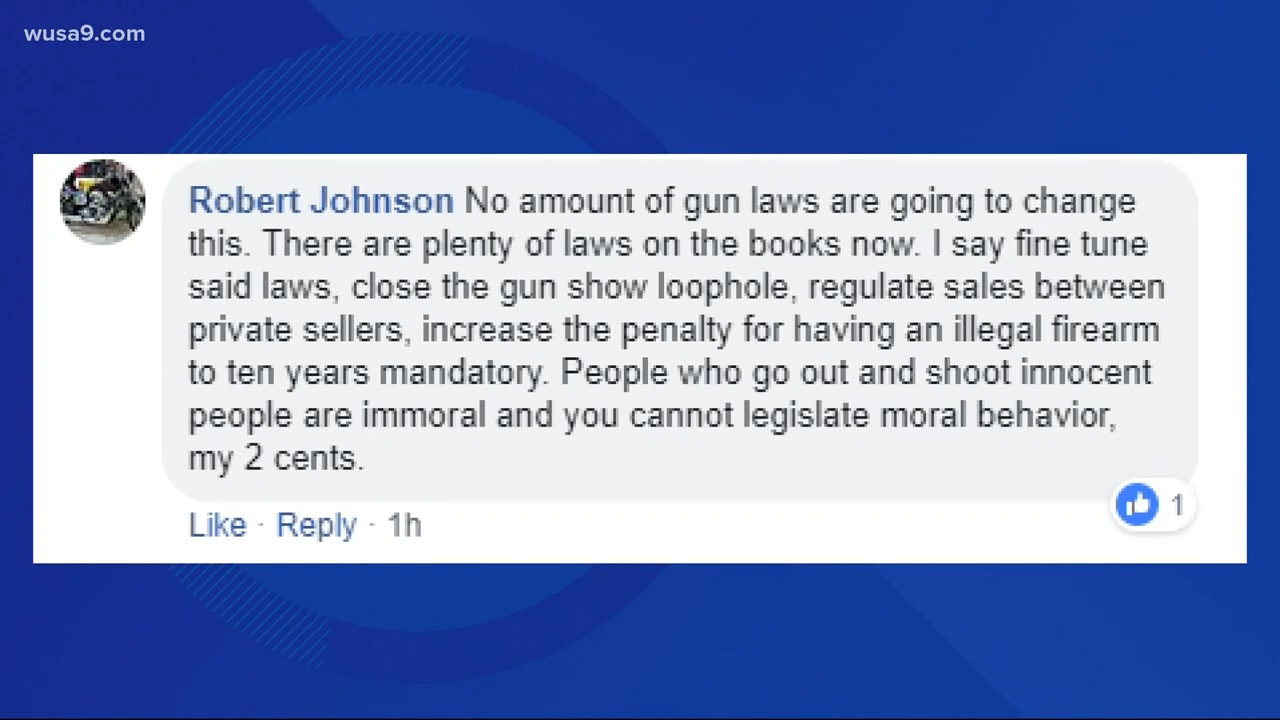 wusa9.com
Robert Johnson No amount of gun laws are going to change
this. There are plenty of laws on the books now. I say fine tune
said laws, close the gun show loophole, regulate sales between
private sellers, increase the penalty for having an illegal firearm
to ten years mandatory. People who go out and shoot innocent
people are immoral and you cannot legislate moral behavior,
my 2 cents.
1
Like · Reply · 1h